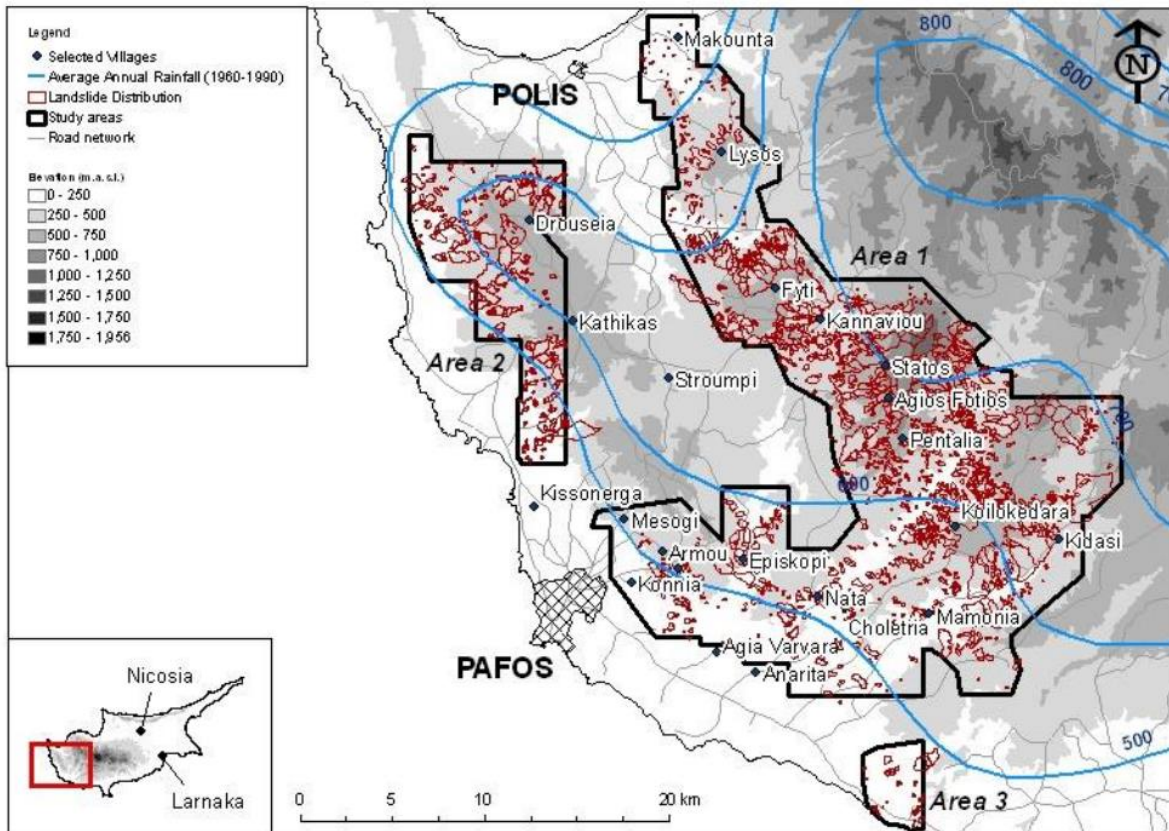 Legend
Selected Villages
Average Annual Rainfall (1960-1990)
Landslide Distribution
Study areas
Road network
Elevation (m.a.s.l.)
0 - 250
250 - 500
500 - 750
750 - 1,000
1,000 - 1,250
1,250 - 1,500
1,500 - 1,750
1,750 - 1,956
800
N
Makounta
800
POLIS
Lysos
Drouseia
Area 1
Fyti
Kannaviou
Kathikas
Area 2
Statos
Stroumpi
Agios Fotios
700
Pentalia
600
Kissonerga
Mesogi
Koilokedara
Kidasi
Armou
Episkopi
Konnia
Nata
Mamonia
Choletria
Agia Varvara
PAFOS
Anarita
500
Area 3
Nicosia
Larnaka
0 5 10 20 km